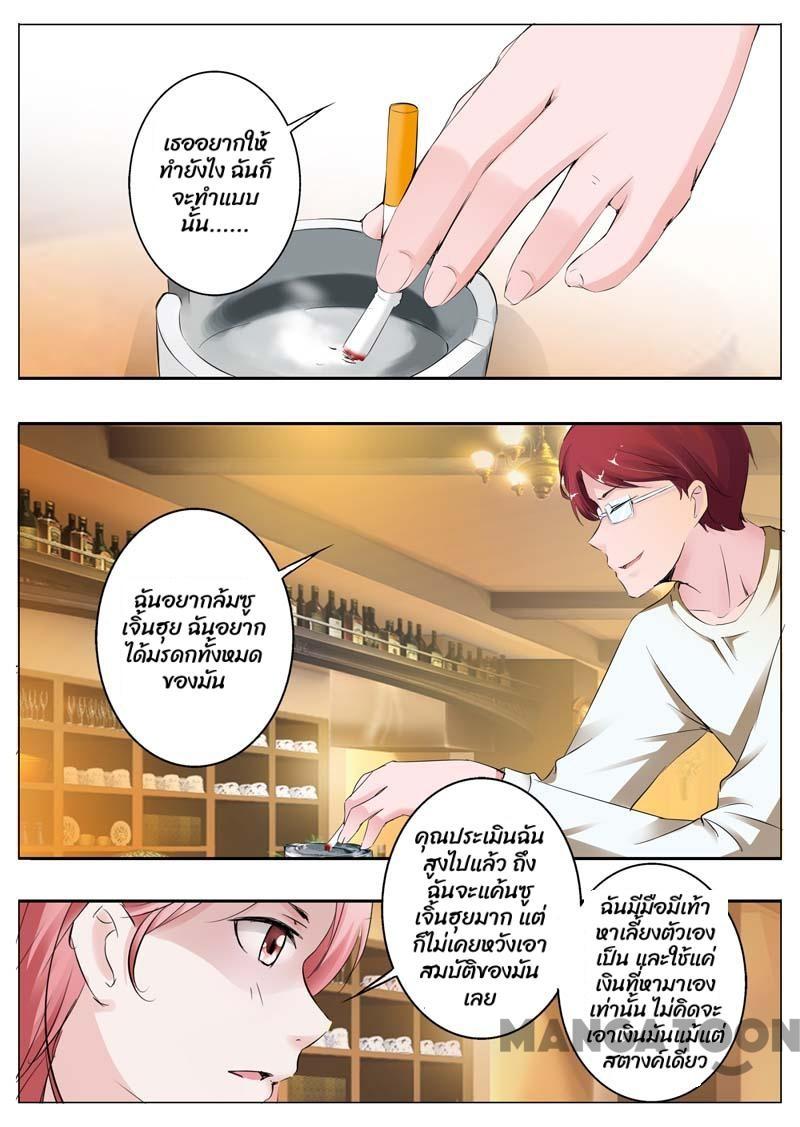 เธออยากให้
ทำยังไง ฉันก็
จะทำแบบ
นั้น......
ฉันอยากล้มซู
เจิ้นฮุย ฉันอยาก
ได้มรดกทั้งหมด
ของมัน
คุณประเมินฉัน
สูงไปแล้ว ถึง
ฉันจะแค้นซู
เจิ้นฮุยมาก แต่
ก็ไม่เคยหวังเอา
สมบัติของมัน
เลย
ฉันมีมือมีเท้า
หาเลี้ยงตัวเอง
เป็น และใช้แค่
เงินที่หามาเอง
เท่านั้น ไม่คิดจะ
เอาเงินมันแม้แต่
สตางค์เดียว
MANGATOON